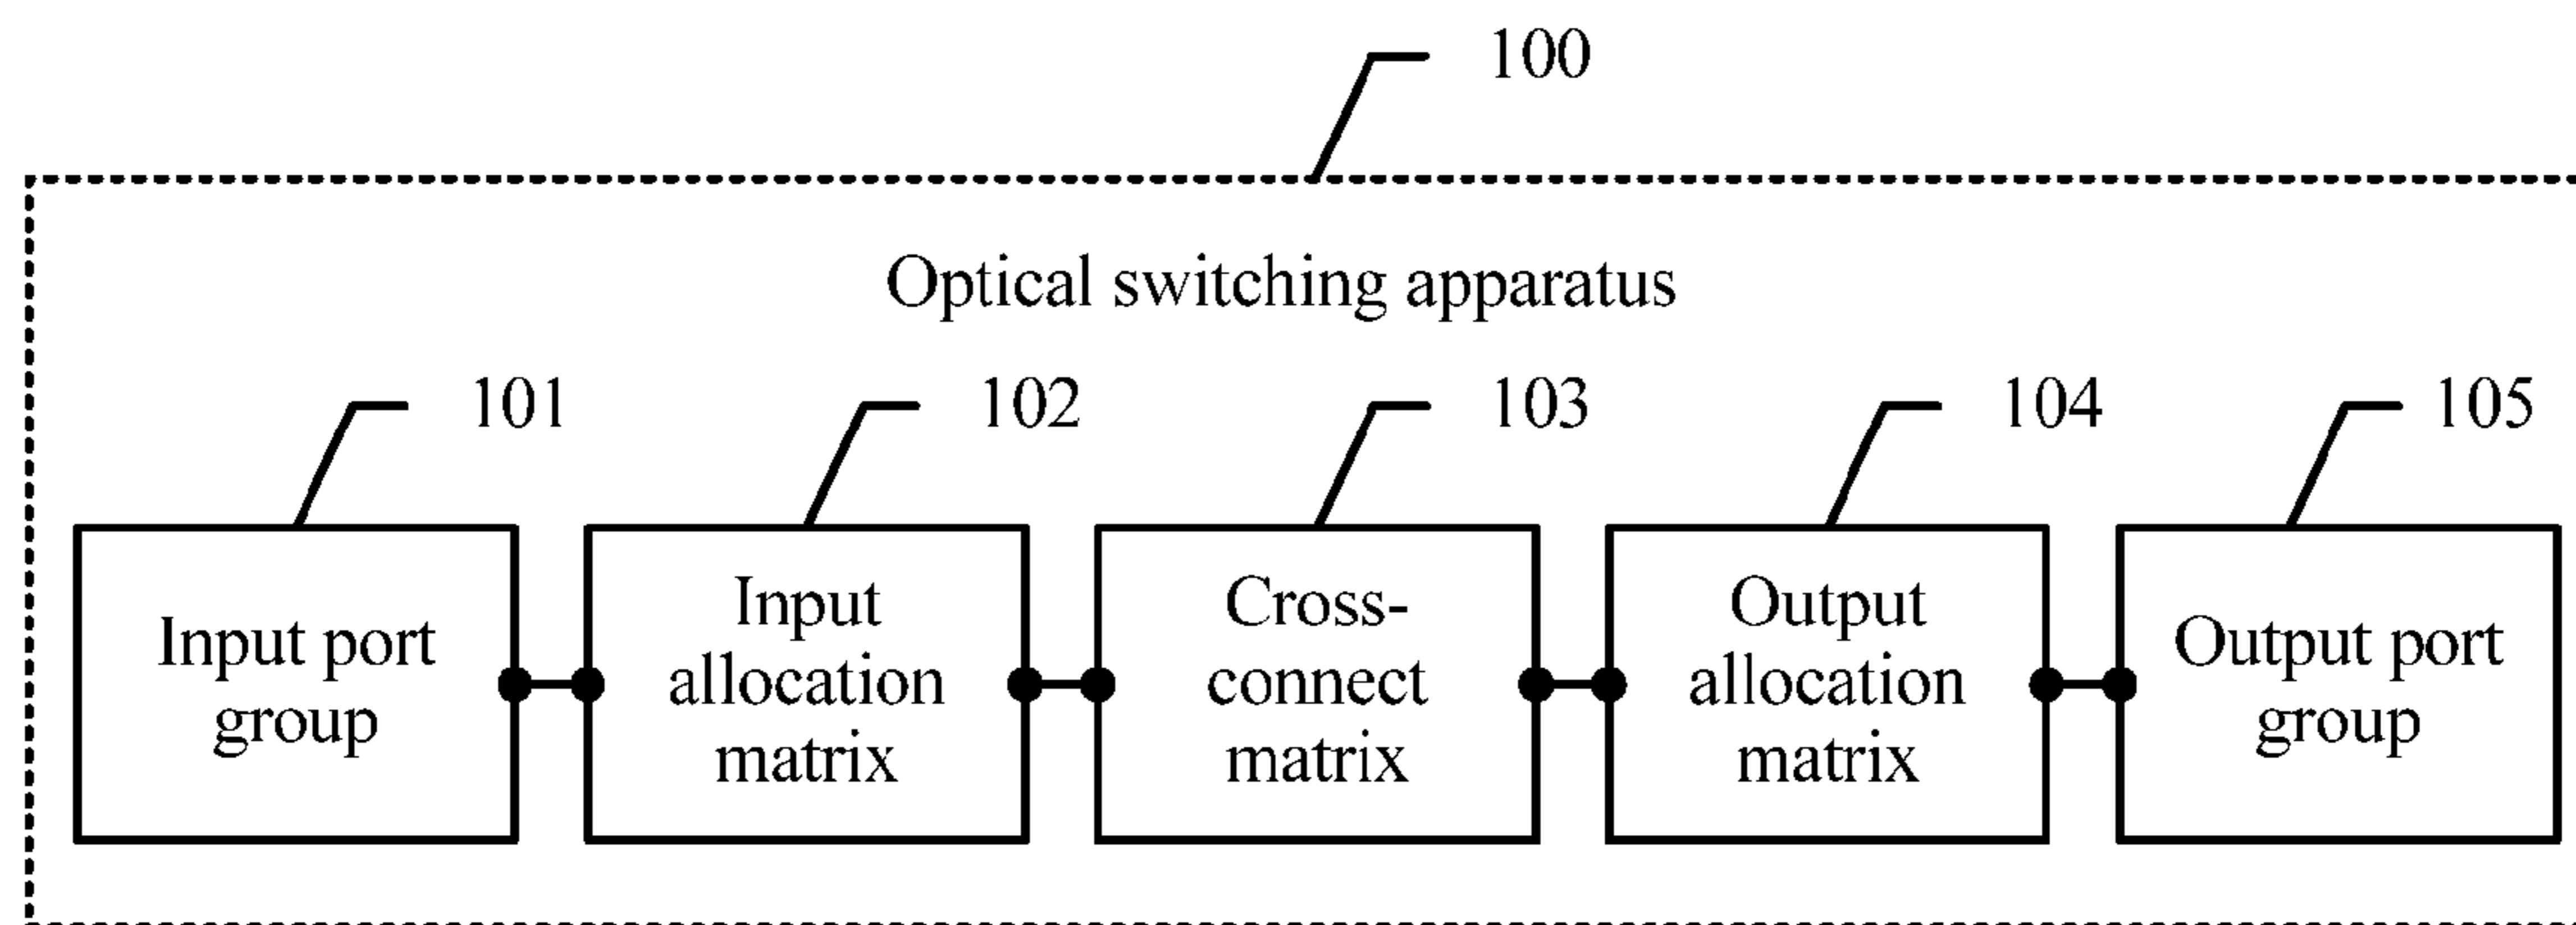 100
Optical switching apparatus
101
102
103
104
105
Input port
group
Input
allocation
matrix
Cross-
connect
matrix
Output
allocation
matrix
Output port
group